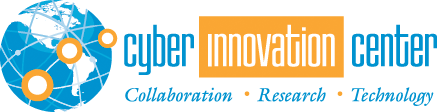 cyber innovation center
Collaboration • Research • Technology